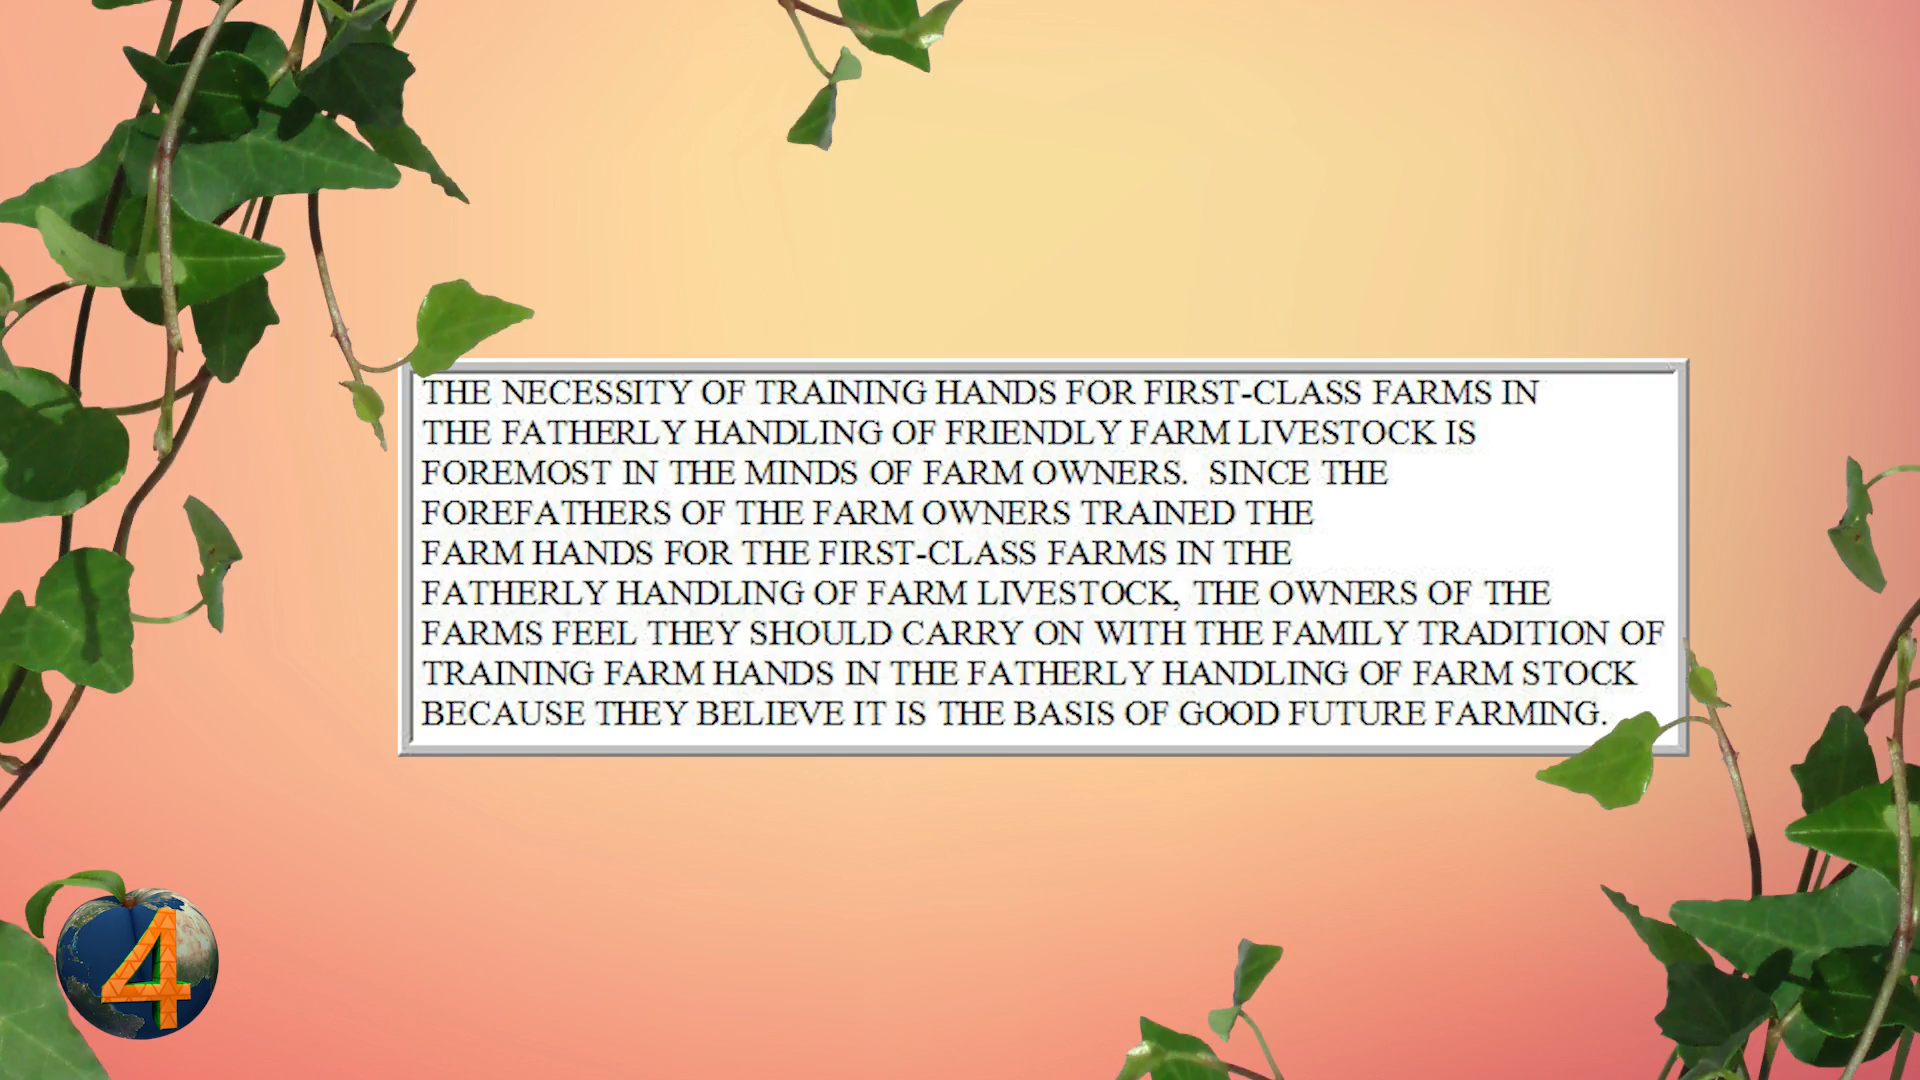 THE NECESSITY OF TRAINING HANDS FOR FIRST-CLASS FARMS IN
THE FATHERLY HANDLING OF FRIENDLY FARM LIVESTOCK IS
FOREMOST IN THE MINDS OF FARM OWNERS.  SINCE THE
FOREFATHERS OF THE FARM OWNERS TRAINED THE
FARM HANDS FOR THE FIRST-CLASS FARMS IN THE
FATHERLY HANDLING OF FARM LIVESTOCK, THE OWNERS OF THE
FARMS FEEL THEY SHOULD CARRY ON WITH THE FAMILY TRADITION OF
TRAINING FARM HANDS IN THE FATHERLY HANDLING OF FARM STOCK
BECAUSE THEY BELIEVE IT IS THE BASIS OF GOOD FUTURE FARMING.
4